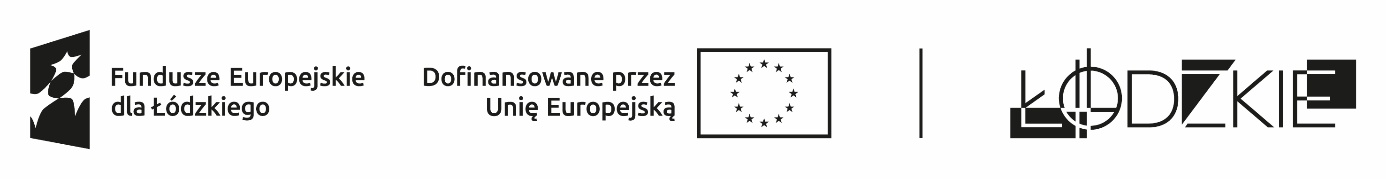 Fundusze Europejskie
dla Łódzkiego
Dofinansowane przez
Unię Europejską
ŁÓDZKIE